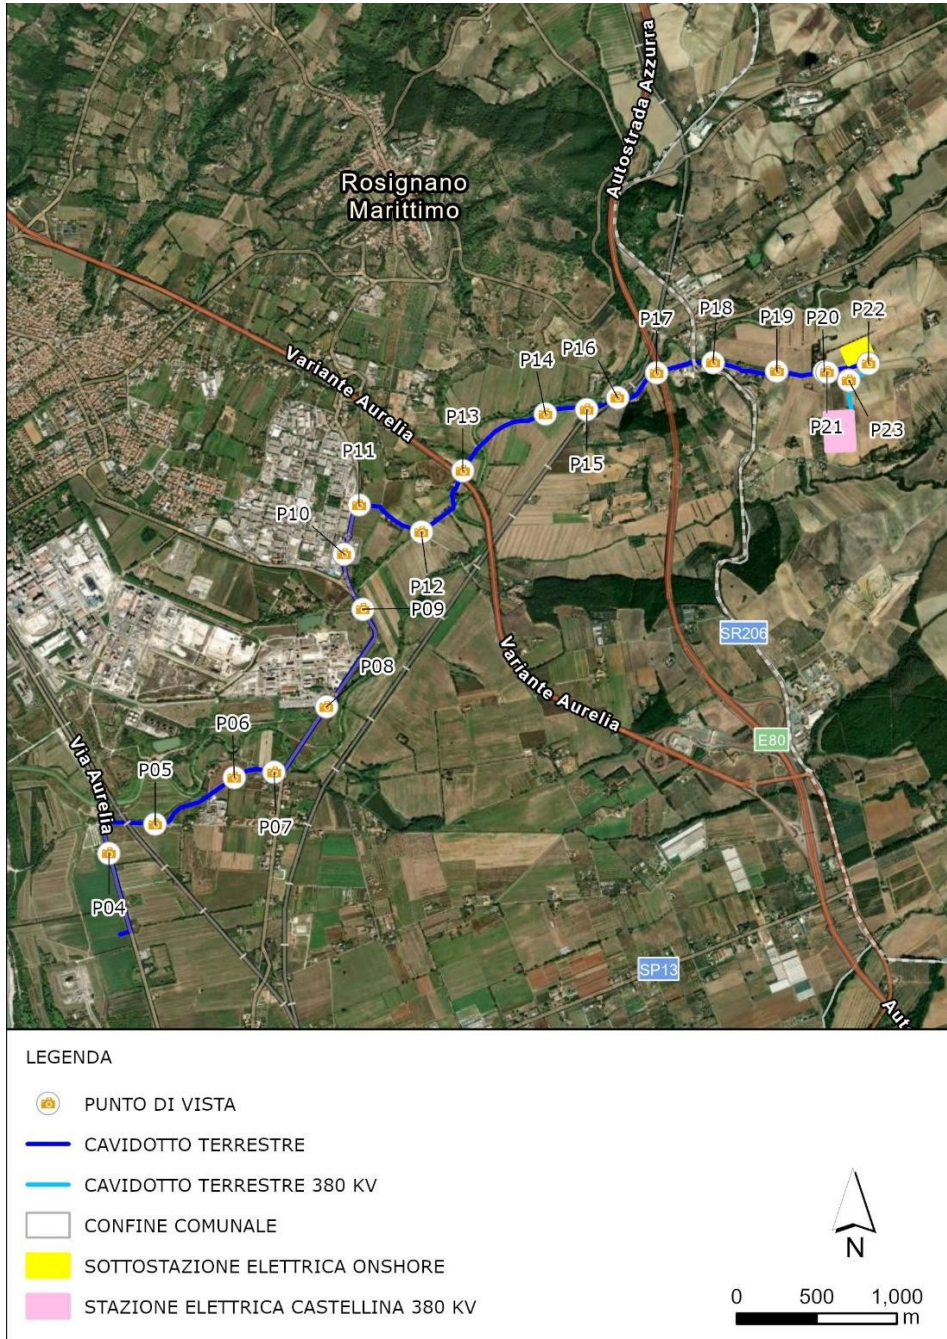 Autostrada Azzurra
Rosignano
Marittimo
P18
P22
P17
P19
P20
P16
P14
Variante Aurelia
P13
P21
P23
P15
P11
P10
P12
P09
SR206
P08
Variante Aurelia
P06
Via Aurelia
E80
P05
P07
P04
SP13
Aut
LEGENDA
PUNTO DI VISTA
CAVIDOTTO TERRESTRE
CAVIDOTTO TERRESTRE 380 KV
CONFINE COMUNALE
SOTTOSTAZIONE ELETTRICA ONSHORE
STAZIONE ELETTRICA CASTELLINA 380 KV
N
0 500 1,000
m